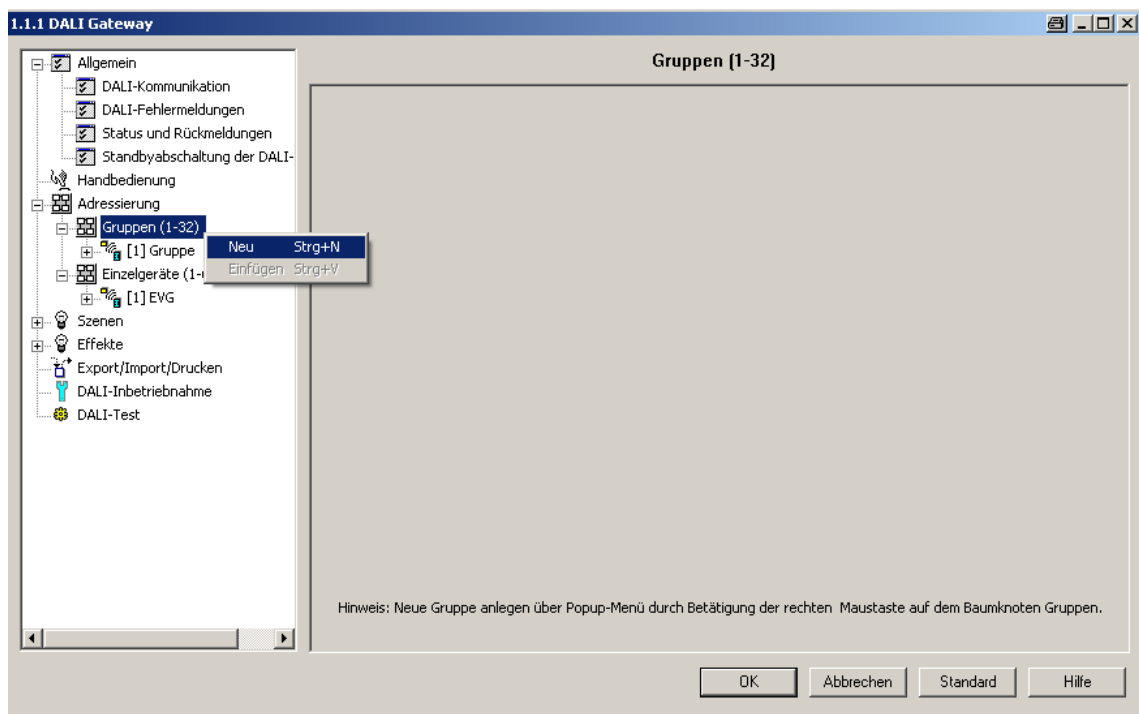 1.1.1 DALI Gateway
Allgemein
DALI-Kommunikation
DALI-Fehlermeldungen
Status und Rückmeldungen
Standbyabschaltung der DALI-
Handbedienung
Adressierung
Gruppen (1-32)
[1] Gruppe
Einzelgeräte (1-
[1] EVG
Szenen
Effekte
Export/Import/Drucken
DALI-Inbetriebnahme
DALI-Test
Neu Strg+N
Einfügen Strg+V
Gruppen (1-32)
Hinweis: Neue Gruppe anlegen über Popup-Menü durch Betätigung der rechten Maustaste auf dem Baumknoten Gruppen.
OK Abbrechen Standard Hilfe